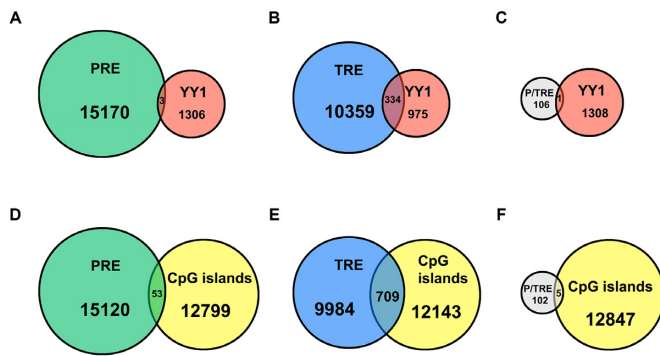 A
PRE
15170
3
YY1
1306
B
TRE
10359
334
YY1
975
C
P/TRE
106
1
YY1
1308
D
PRE
15120
53
CpG islands
12799
E
TRE
9984
709
CpG
islands
12143
F
P/TRE
102
5
CpG islands
12847